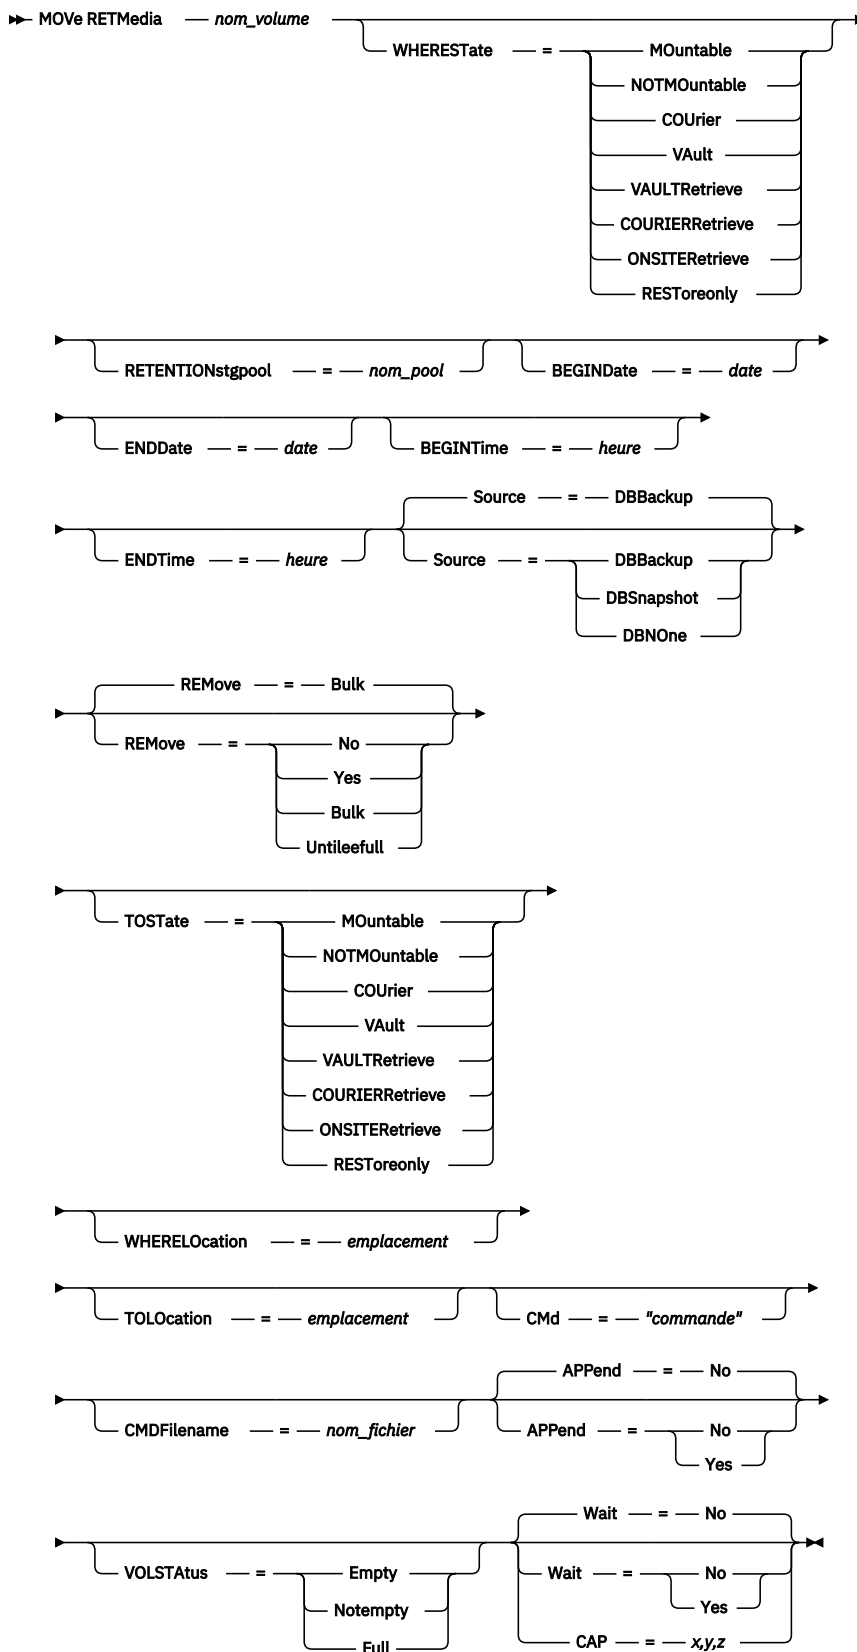 MOVe RETMedia — nom_volume
WHERESTate — = — MOuntable
NOTMOuntable
COUrier
VAult
VAULTRetrieve
COURIERRetrieve
ONSITERetrieve
RESToreonly
RETENTIONstgpool — = — nom_pool BEGINDate — = — date
ENDDate — = — date BEGINTime — = — heure
Source — = — DBBackup
ENDTime — = — heure Source — = — DBBackup
DBSnapshot
DBNOne
REMove — = — Bulk
REMove — = — No
Yes
Bulk
Untileefull
TOSTate — = — MOuntable
NOTMOuntable
COUrier
VAult
VAULTRetrieve
COURIERRetrieve
ONSITERetrieve
RESToreonly
WHERELOcation — = — emplacement
TOLOcation — = — emplacement CMd — = — "commande"
APPend — = — No
CMDFilename — = — nom_fichier APPend — = — No
Yes
Wait — = — No
VOLSTAtus — = — Empty Wait — = — No
Notempty Yes
Full CAP — = — x,y,z